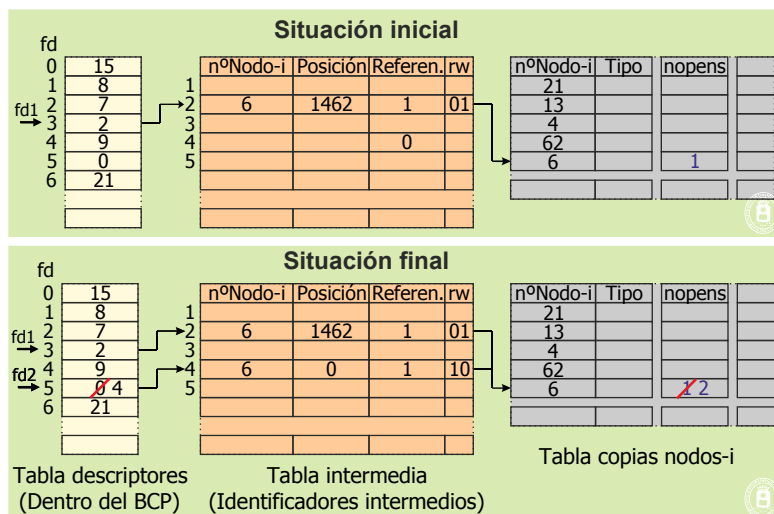 Situación inicial
fd
nºNodo-i Posición Referen. rw
nºNodo-i Tipo nopens
0 15
1 8
2 7
fd1 3 2
4 9
5 0
6 21
1
2 6 1462 1 01
3
4 0
5
21
13
4
62
6 1
Situación final
fd
nºNodo-i Posición Referen. rw
nºNodo-i Tipo nopens
0 15
1 8
2 7
fd1 3 2
4 9
fd2 5 0 4
6 21
1
2 6 1462 1 01
3
4 6 0 1 10
5
21
13
4
62
6 1 2
Tabla descriptores
(Dentro del BCP)
Tabla intermedia
(Identificadores intermedios)
Tabla copias nodos-i